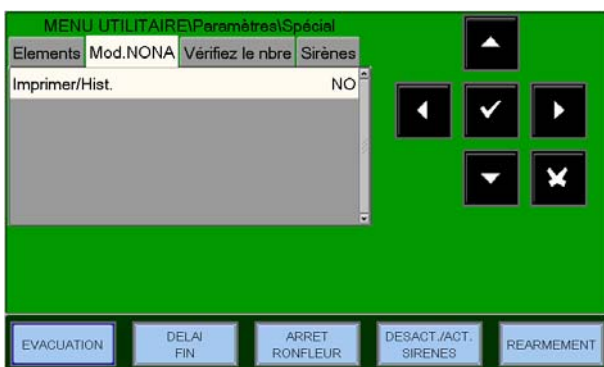 MENU UTILITAIRE\Paramètres\Spécial
Elements Mod.NONA Vérifiez le nbre Sirènes
Imprimer/Hist. NO
EVACUATION
DELAI
FIN
ARRET
RONFLEUR
DESACT./ACT.
SIRENES
REARMEMENT